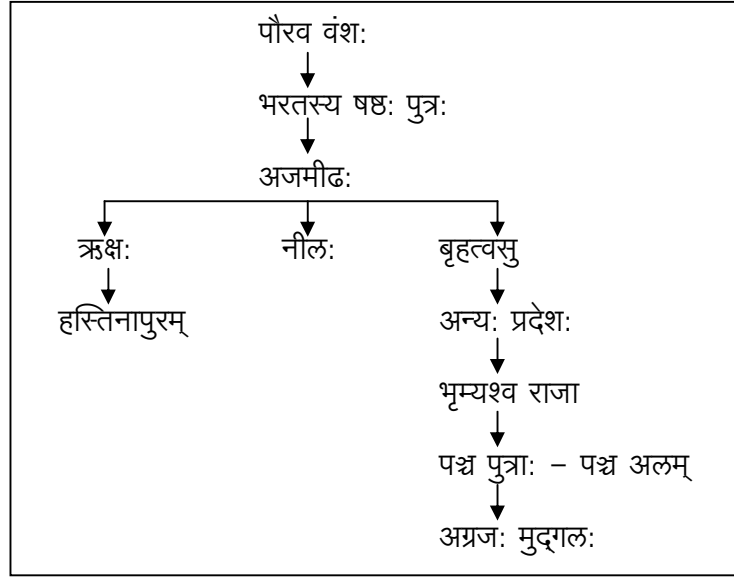 पौरव वंश:
भरतस्य षष्ठ: पुत्र:
अजमीढ:
ऋक्ष: नील: बृहत्वसु
हस्तिनापुरम् अन्य: प्रदेश:
भृम्यश्व राजा
पञ्च पुत्रा: – पञ्च अलम्
अग्रज: मुद्‌गल: